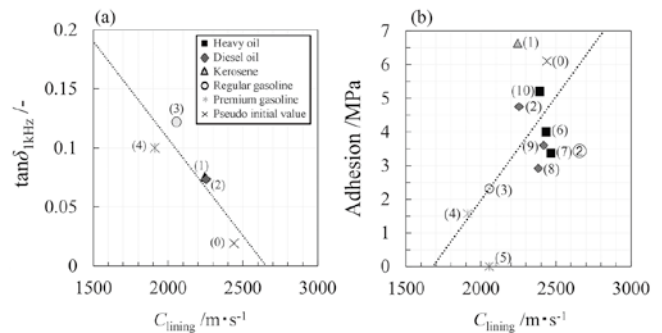 (a)
0.2
0.15
0.1
0.05
0
tanδ1kHz /-
Heavy oil
Diesel oil
Kerosene
Regular gasoline
Premium gasoline
Pseudo initial value
(3)
(4)
(1)
(2)
(0)
1500 2000 2500 3000
Clining /m・s⁻¹
(b)
7
6
5
4
3
2
1
0
Adhesion /MPa
(1)
(0)
(10)
(2)
(6)
(9)
(7) ②
(8)
(3)
(4)
(5)
1500 2000 2500 3000
Clining /m・s⁻¹